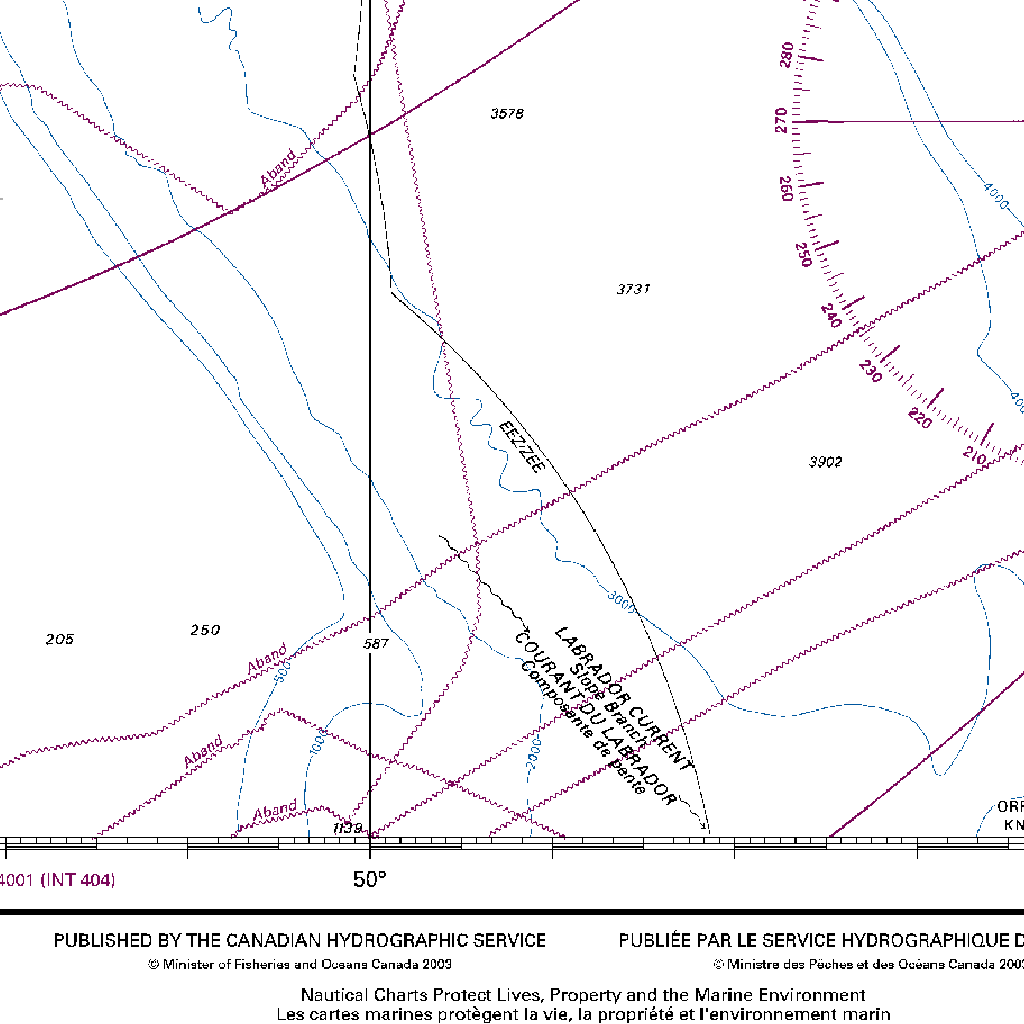 280
270
260
250
240
230
220
210
3578
Aband
4000
3731
EEZ/ZEE
3902
3000
205
250
587
Aband
500
LABRADOR CURRENT
Slope Branch
COURANT DU LABRADOR
Composante de pente
Aband
1000
2000
Aband
1139
4001 (INT 404)
50°
PUBLISHED BY THE CANADIAN HYDROGRAPHIC SERVICE
© Minister of Fisheries and Oceans Canada 2003
PUBLIÉE PAR LE SERVICE HYDROGRAPHIQUE D
© Ministre des Pêches et des Océans Canada 2003
Nautical Charts Protect Lives, Property and the Marine Environment
Les cartes marines protègent la vie, la propriété et l'environnement marin